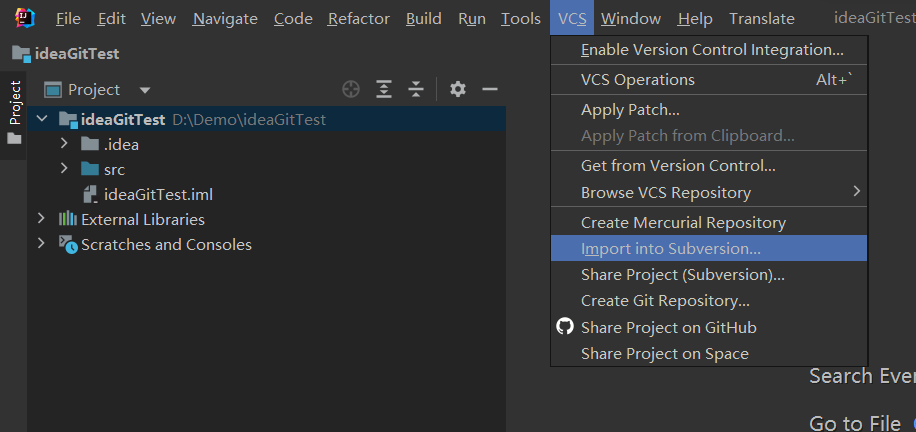 File Edit View Navigate Code Refactor Build Run Tools VCS Window Help Translate ideaGitTest
ideaGitTest
Project
Project
ideaGitTest D:\Demo\ideaGitTest
.idea
src
ideaGitTest.iml
External Libraries
Scratches and Consoles
Enable Version Control Integration...
VCS Operations Alt+`
Apply Patch...
Apply Patch from Clipboard...
Get from Version Control...
Browse VCS Repository
Create Mercurial Repository
Import into Subversion...
Share Project (Subversion)...
Create Git Repository...
Share Project on GitHub
Share Project on Space
Search Ever
Go to File